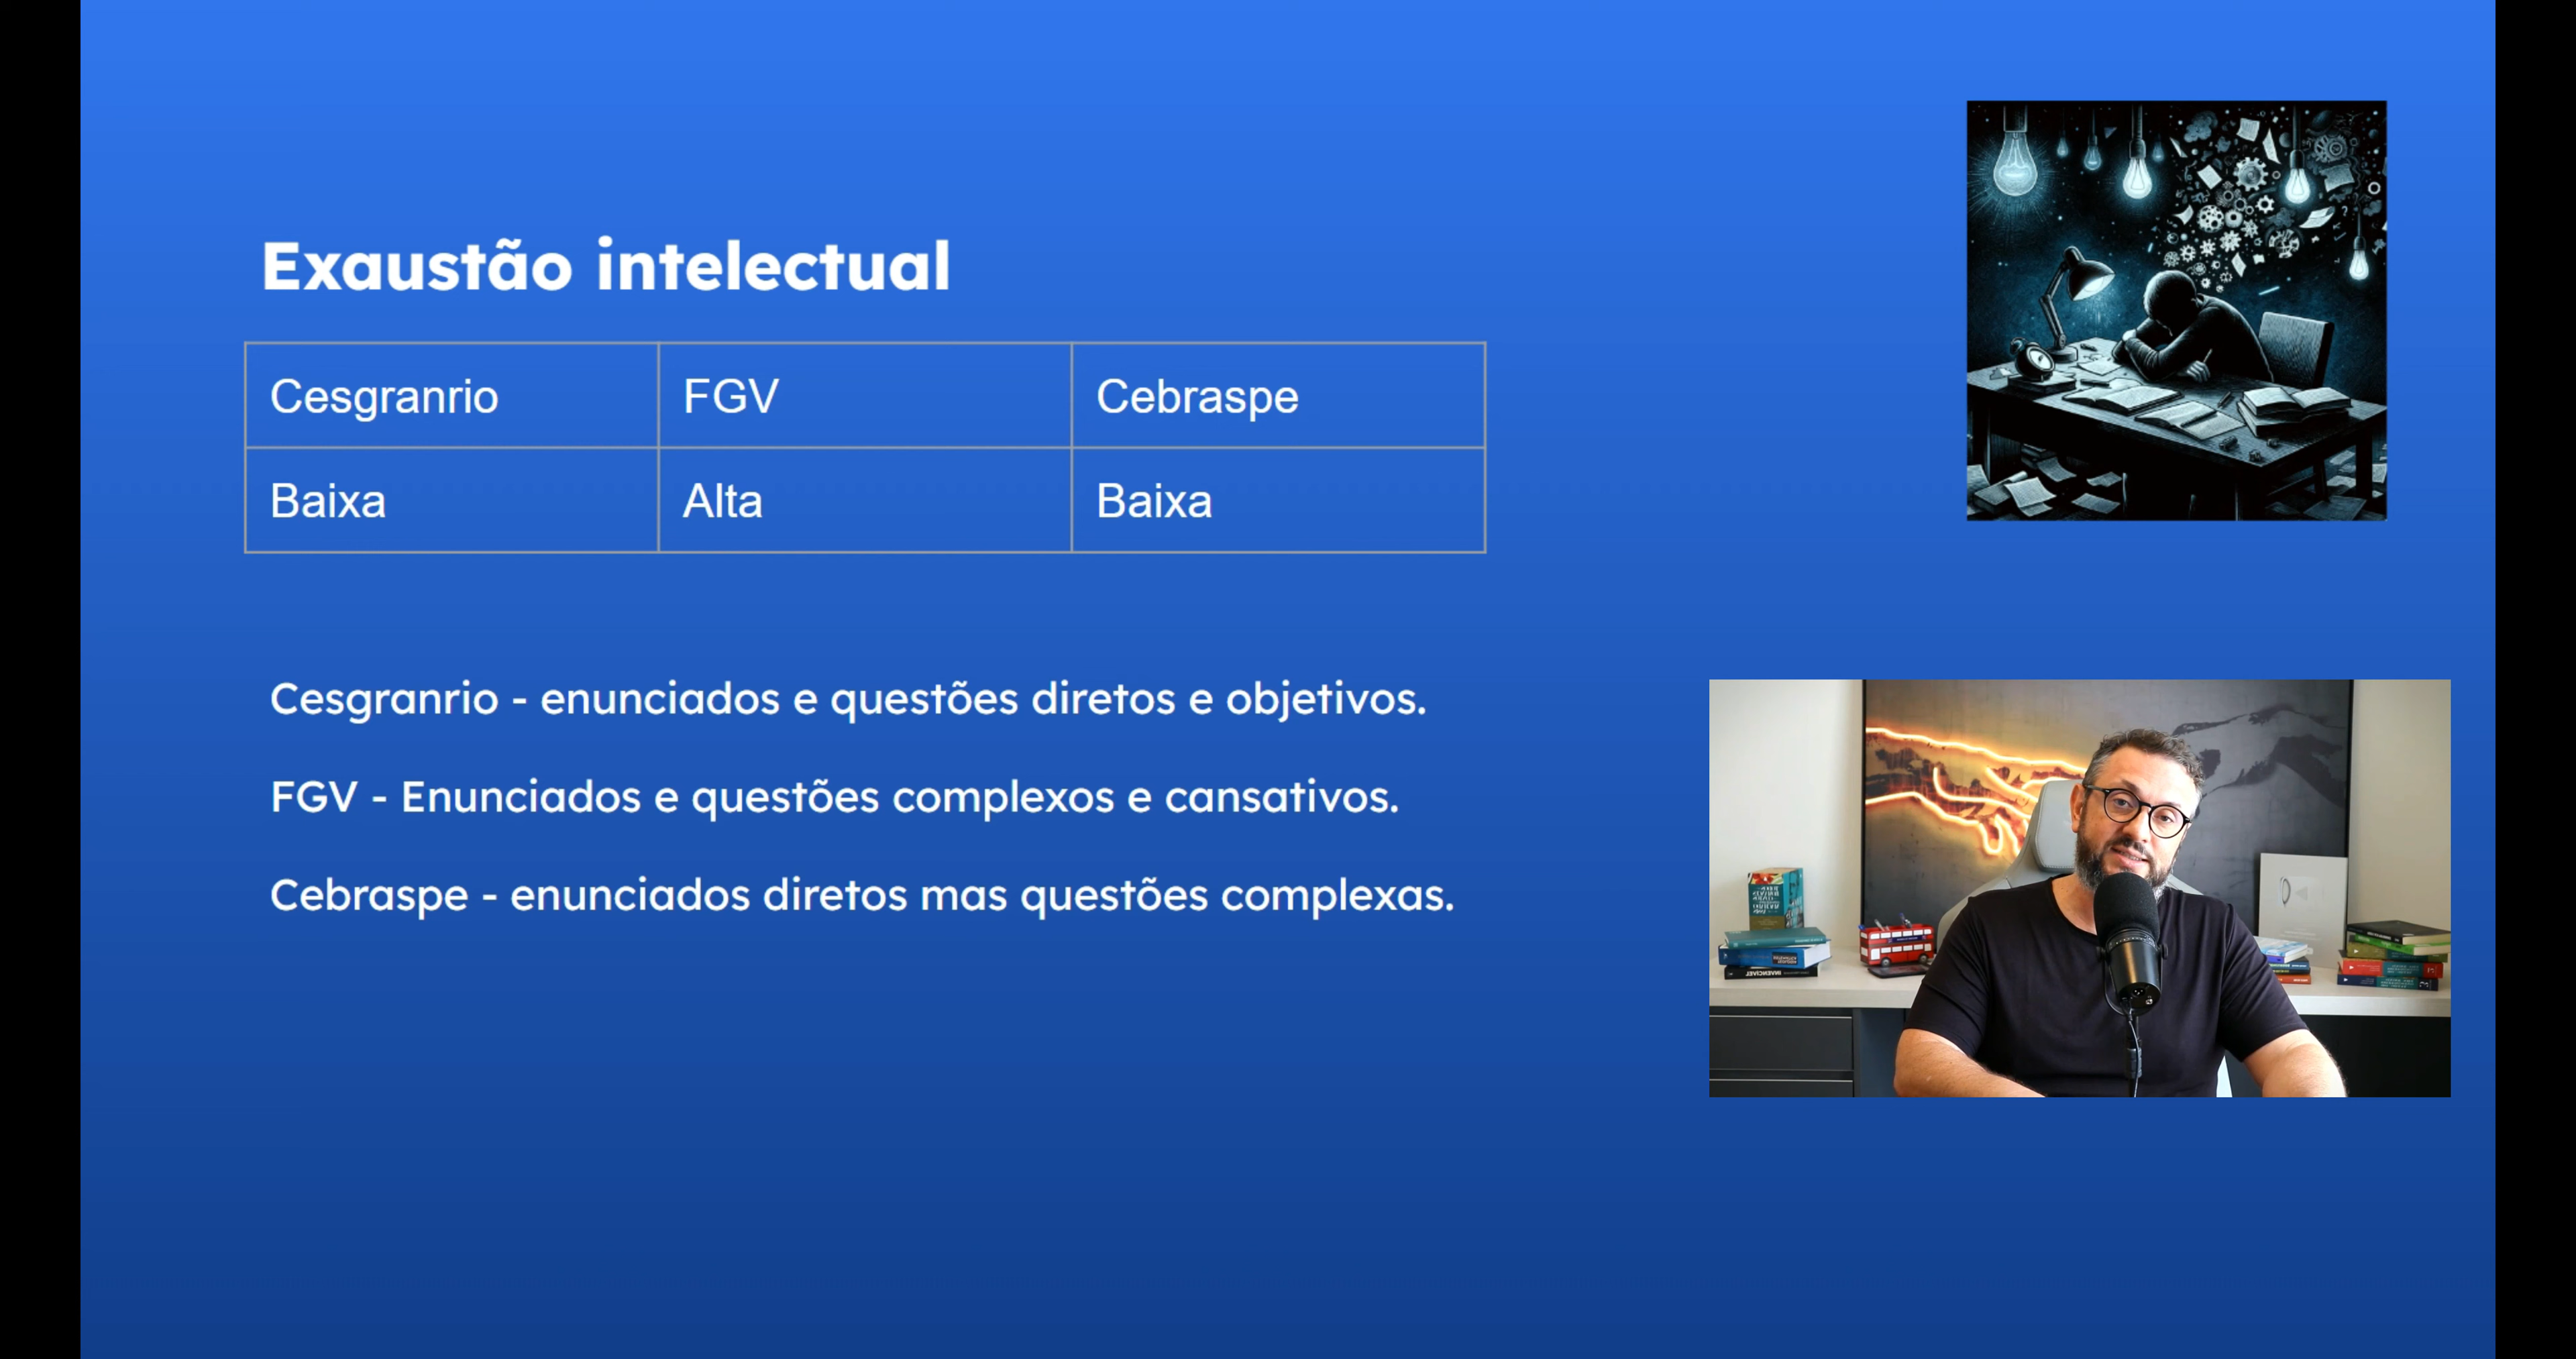 Exaustão intelectual
Cesgranrio FGV Cebraspe
Baixa Alta Baixa
Cesgranrio - enunciados e questões diretos e objetivos.
FGV - Enunciados e questões complexos e cansativos.
Cebraspe - enunciados diretos mas questões complexas.